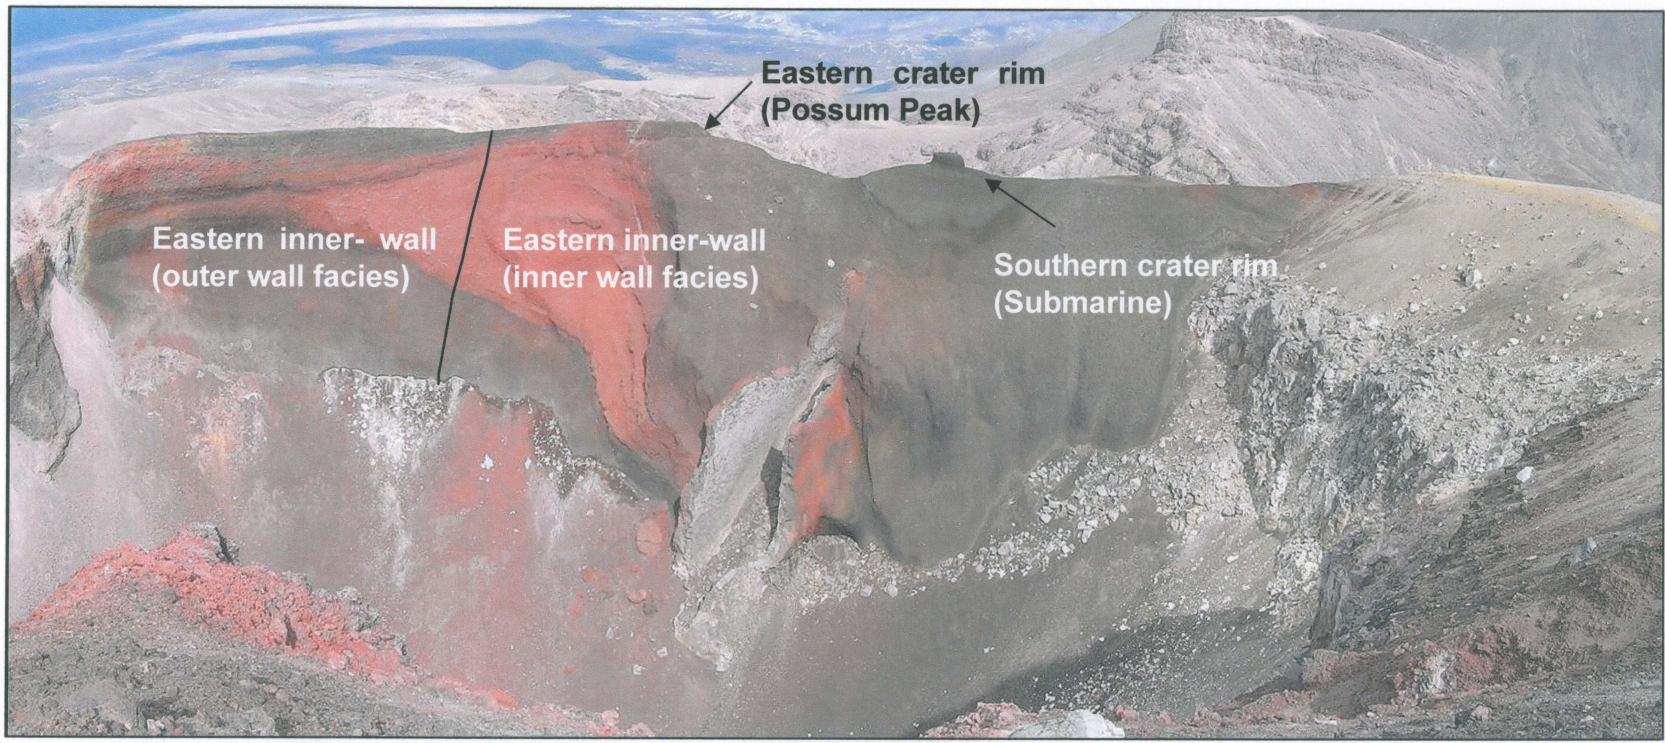 Eastern crater rim
(Possum Peak)
Eastern inner- wall
(outer wall facies)
Eastern inner-wall
(inner wall facies)
Southern crater rim
(Submarine)